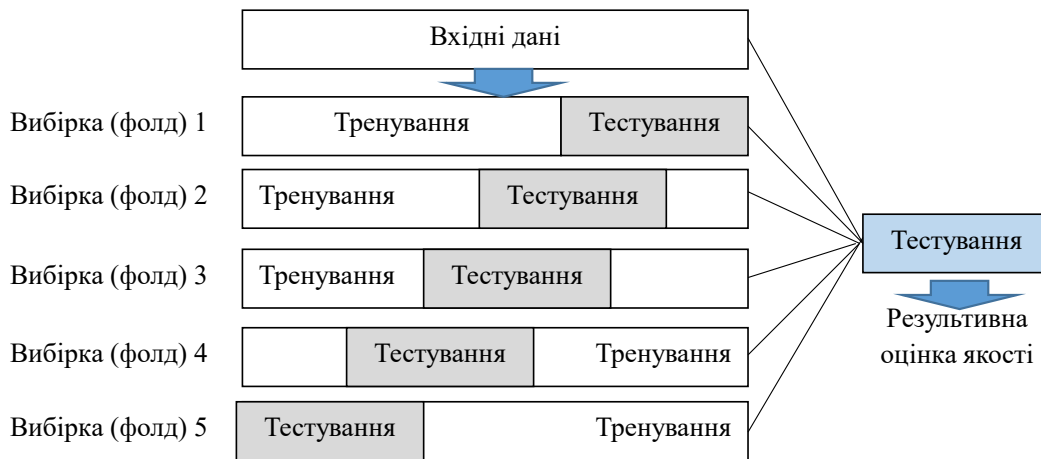 Вхідні дані
Вибірка (фолд) 1
Тренування
Тестування
Вибірка (фолд) 2
Тренування
Тестування
Вибірка (фолд) 3
Тренування
Тестування
Вибірка (фолд) 4
Тестування
Тренування
Вибірка (фолд) 5
Тестування
Тренування
Тестування
Результивна
оцінка якості